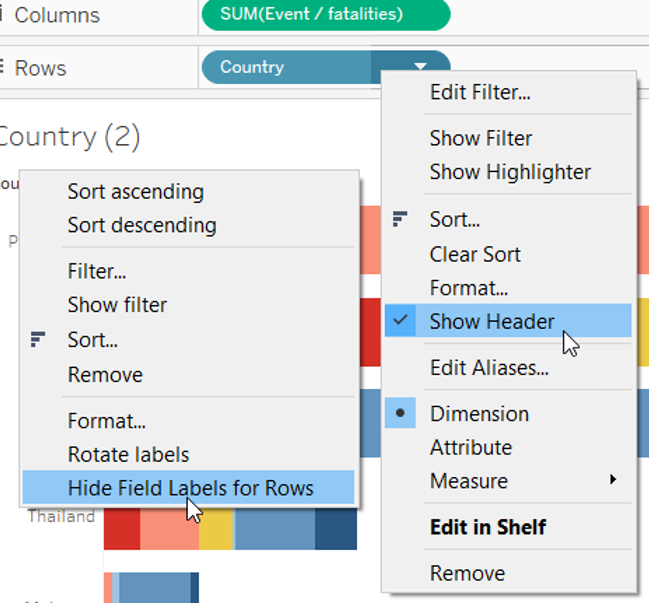 Columns
SUM(Event / fatalities)
Rows
Country
Country (2)
Sort ascending
Sort descending
Filter...
Show filter
Sort...
Remove
Format...
Rotate labels
Hide Field Labels for Rows
Thailand
Edit Filter...
Show Filter
Show Highlighter
Sort...
Clear Sort
Format...
Show Header
Edit Aliases...
Dimension
Attribute
Measure
Edit in Shelf
Remove